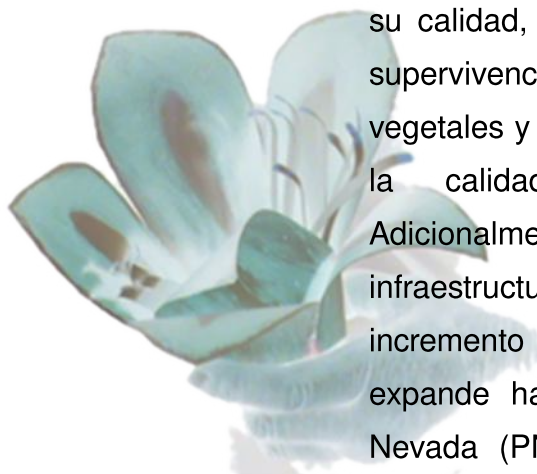 su calidad,
supervivenc
vegetales y
la calidad
Adicionalme
infraestructu
incremento
expande ha
Nevada (PN